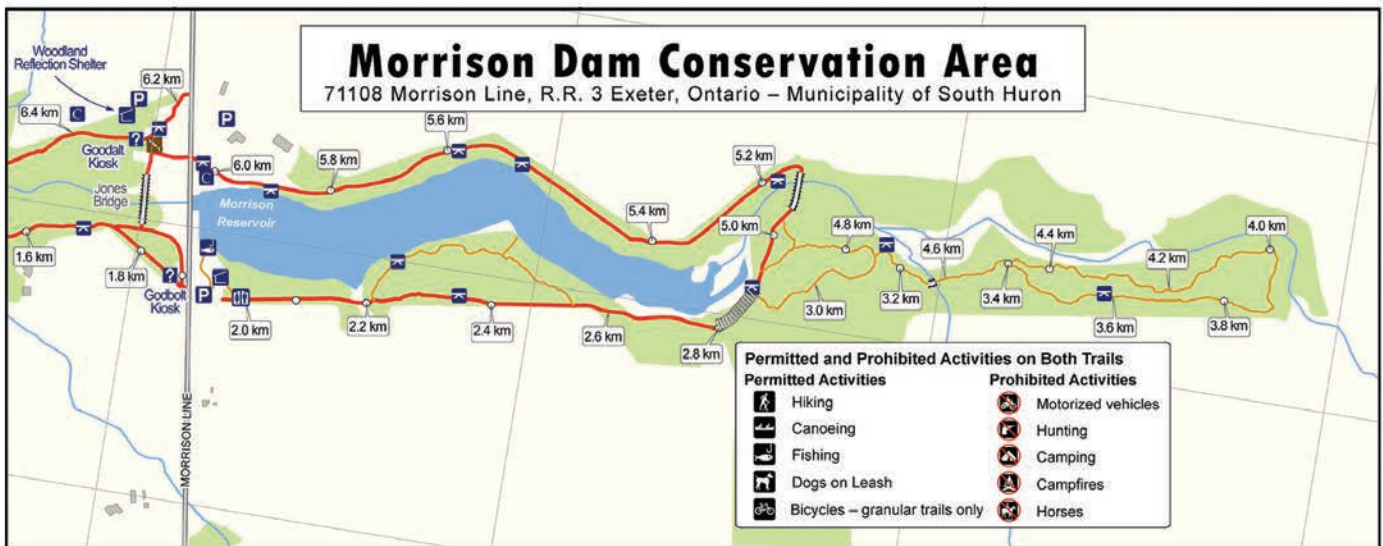 Morrison Dam Conservation Area
71108 Morrison Line, R.R. 3 Exeter, Ontario – Municipality of South Huron
Woodland
Reflection Shelter
6.2 km
P
C
6.4 km
?
Goodalt
Kiosk
P
6.0 km
C
5.8 km
5.6 km
5.4 km
5.2 km
5.0 km
4.8 km
4.6 km
4.4 km
4.2 km
4.0 km
Jones
Bridge
Morrison
Reservoir
1.6 km
1.8 km
?
Godbolt
Kiosk
P
2.0 km
2.2 km
2.4 km
2.6 km
2.8 km
3.0 km
3.2 km
3.4 km
3.6 km
3.8 km
MORRISON LINE
Permitted and Prohibited Activities on Both Trails
Permitted Activities
Hiking
Canoeing
Fishing
Dogs on Leash
Bicycles – granular trails only
Prohibited Activities
Motorized vehicles
Hunting
Camping
Campfires
Horses